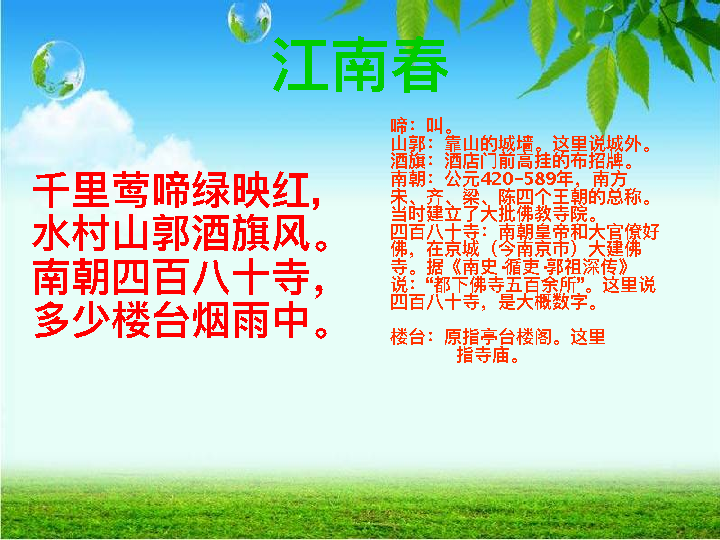 江南春
千里莺啼绿映红,
水村山郭酒旗风。
南朝四百八十寺,
多少楼台烟雨中。
啼：叫。
山郭：靠山的城墙。这里说城外。
酒旗：酒店门前高挂的布招牌。
南朝：公元420–589年，南方
宋、齐、梁、陈四个王朝的总称。
当时建立了大批佛教寺院。
四百八十寺：南朝皇帝和大官僚好
佛，在京城（今南京市）大建佛
寺。据《南史·循吏·郭祖深传》
说：“都下佛寺五百余所”。这里说
四百八十寺，是大概数字。
楼台：原指亭台楼阁。这里
指寺庙。